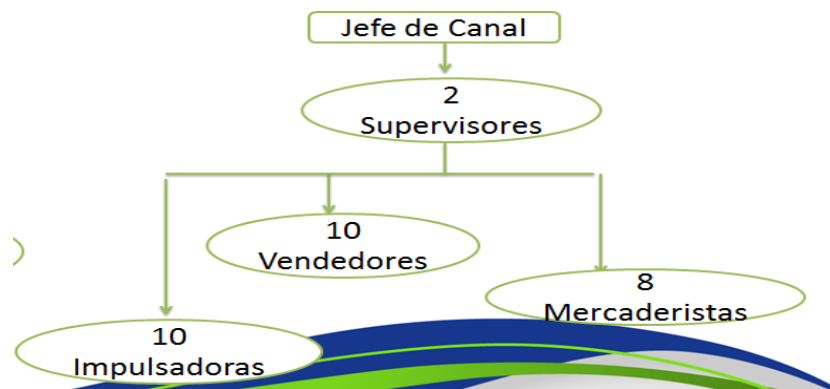 Jefe de Canal
2
Supervisores
10
Vendedores
8
Mercaderistas
10
Impulsadoras